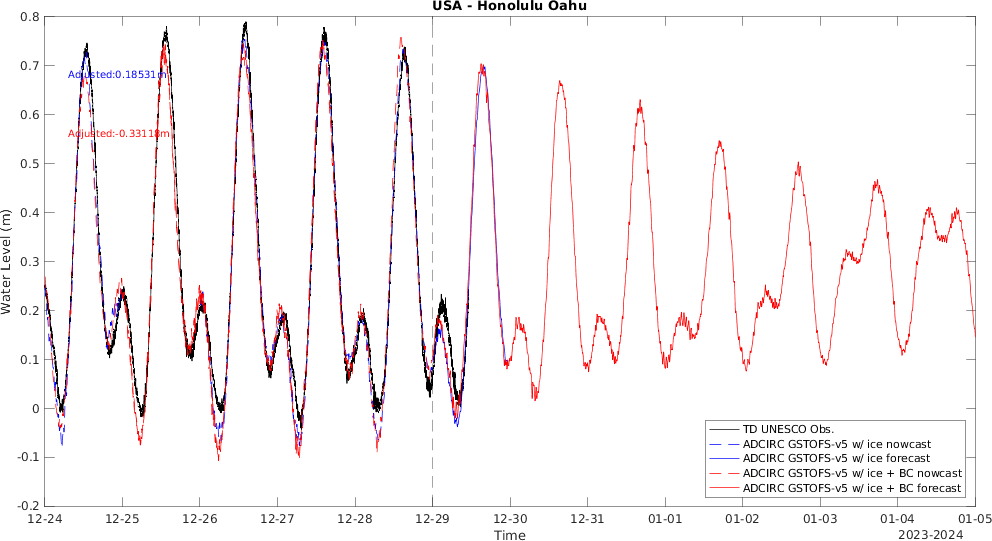 USA - Honolulu Oahu
0.8
0.7
0.6
0.5
0.4
0.3
0.2
0.1
0
-0.1
-0.2
Water Level (m)
Adjusted:0.18531m
Adjusted:-0.33118m
TD UNESCO Obs.
ADCIRC GSTOFS-v5 w/ ice nowcast
ADCIRC GSTOFS-v5 w/ ice forecast
ADCIRC GSTOFS-v5 w/ ice + BC nowcast
ADCIRC GSTOFS-v5 w/ ice + BC forecast
12-24 12-25 12-26 12-27 12-28 12-29 12-30 12-31 01-01 01-02 01-03 01-04 01-05
Time
2023-2024